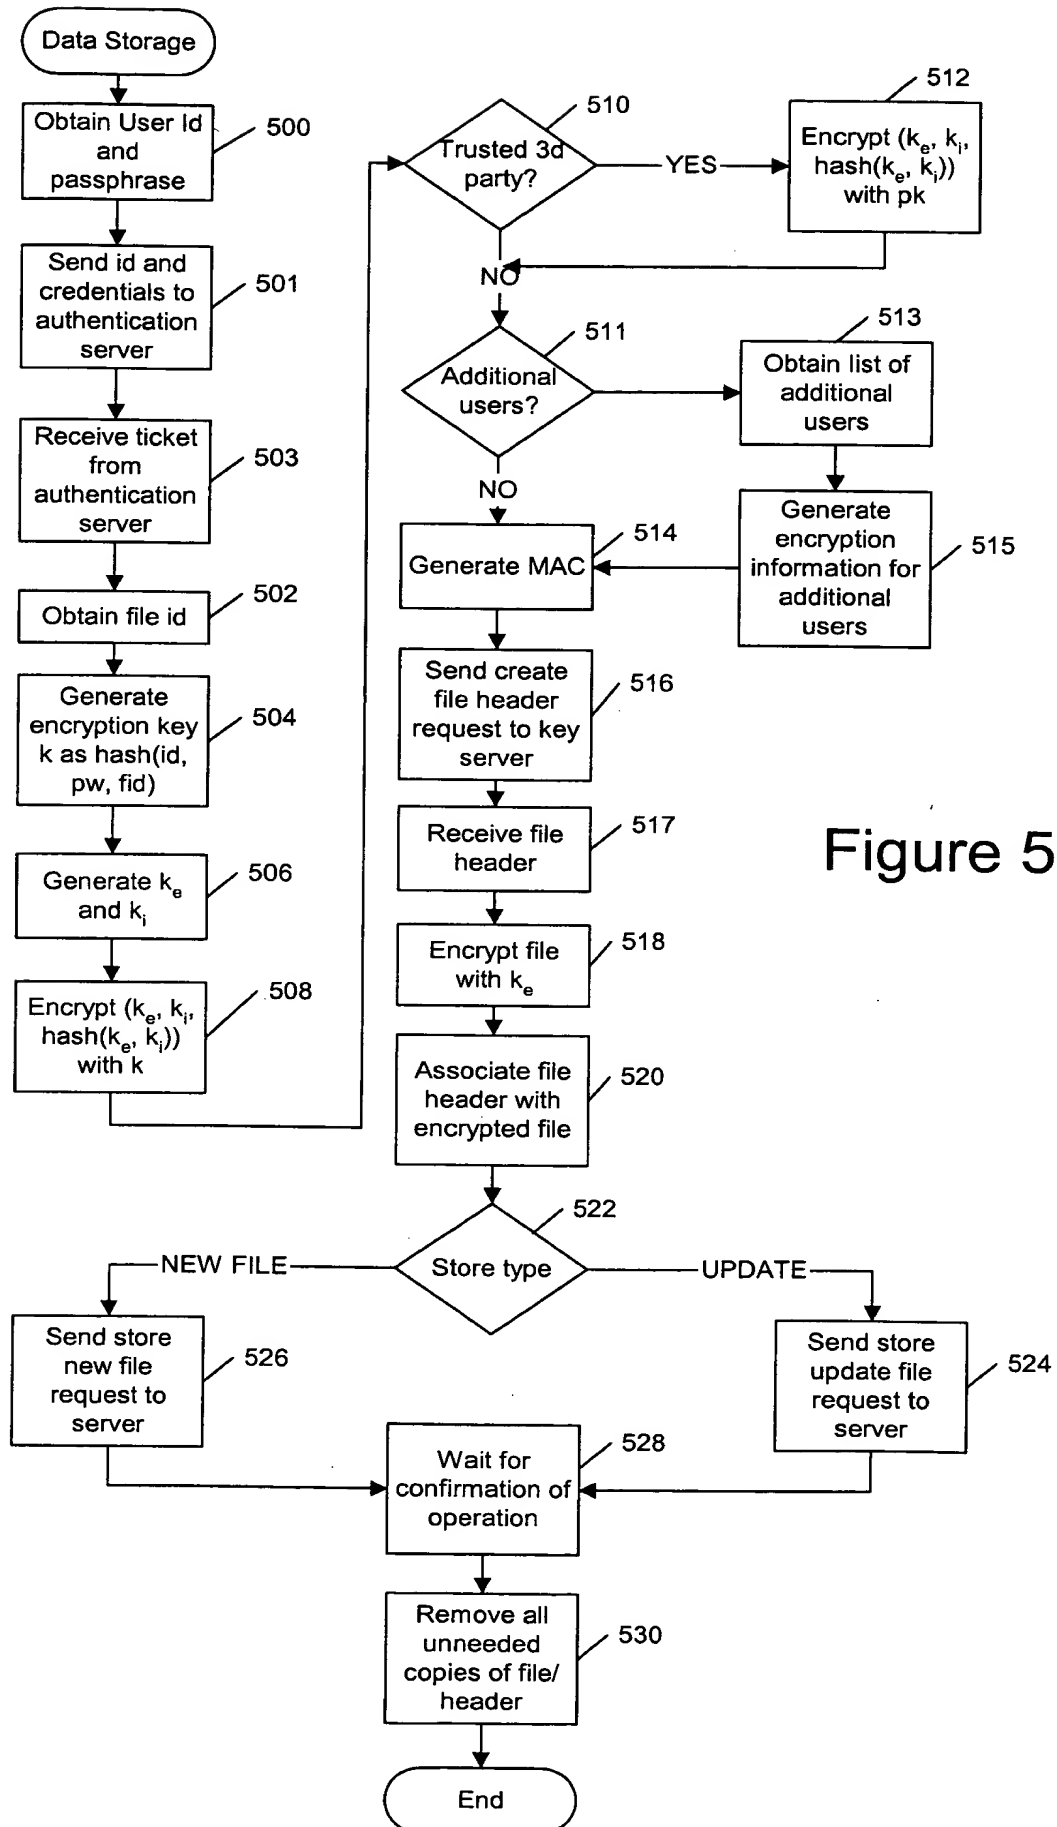 Data Storage
Obtain User Id
and
passphrase
500
Send id and
credentials to
authentication
server
501
Receive ticket
from
authentication
server
503
Obtain file id
502
Generate
encryption key
k as hash(id,
pw, fid)
504
Generate ke
and ki
506
Encrypt (ke, ki,
hash(ke, ki))
with k
508
Trusted 3d
party?
510
YES
Encrypt (ke, ki,
hash(ke, ki))
with pk
512
NO
Additional
users?
511
Obtain list of
additional
users
513
Generate
encryption
information for
additional
users
515
NO
Generate MAC
514
Send create
file header
request to key
server
516
Receive file
header
517
Encrypt file
with ke
518
Associate file
header with
encrypted file
520
Figure 5
Store type
522
NEW FILE
UPDATE
Send store
new file
request to
server
526
Send store
update file
request to
server
524
Wait for
confirmation of
operation
528
Remove all
unneeded
copies of file/
header
530
End